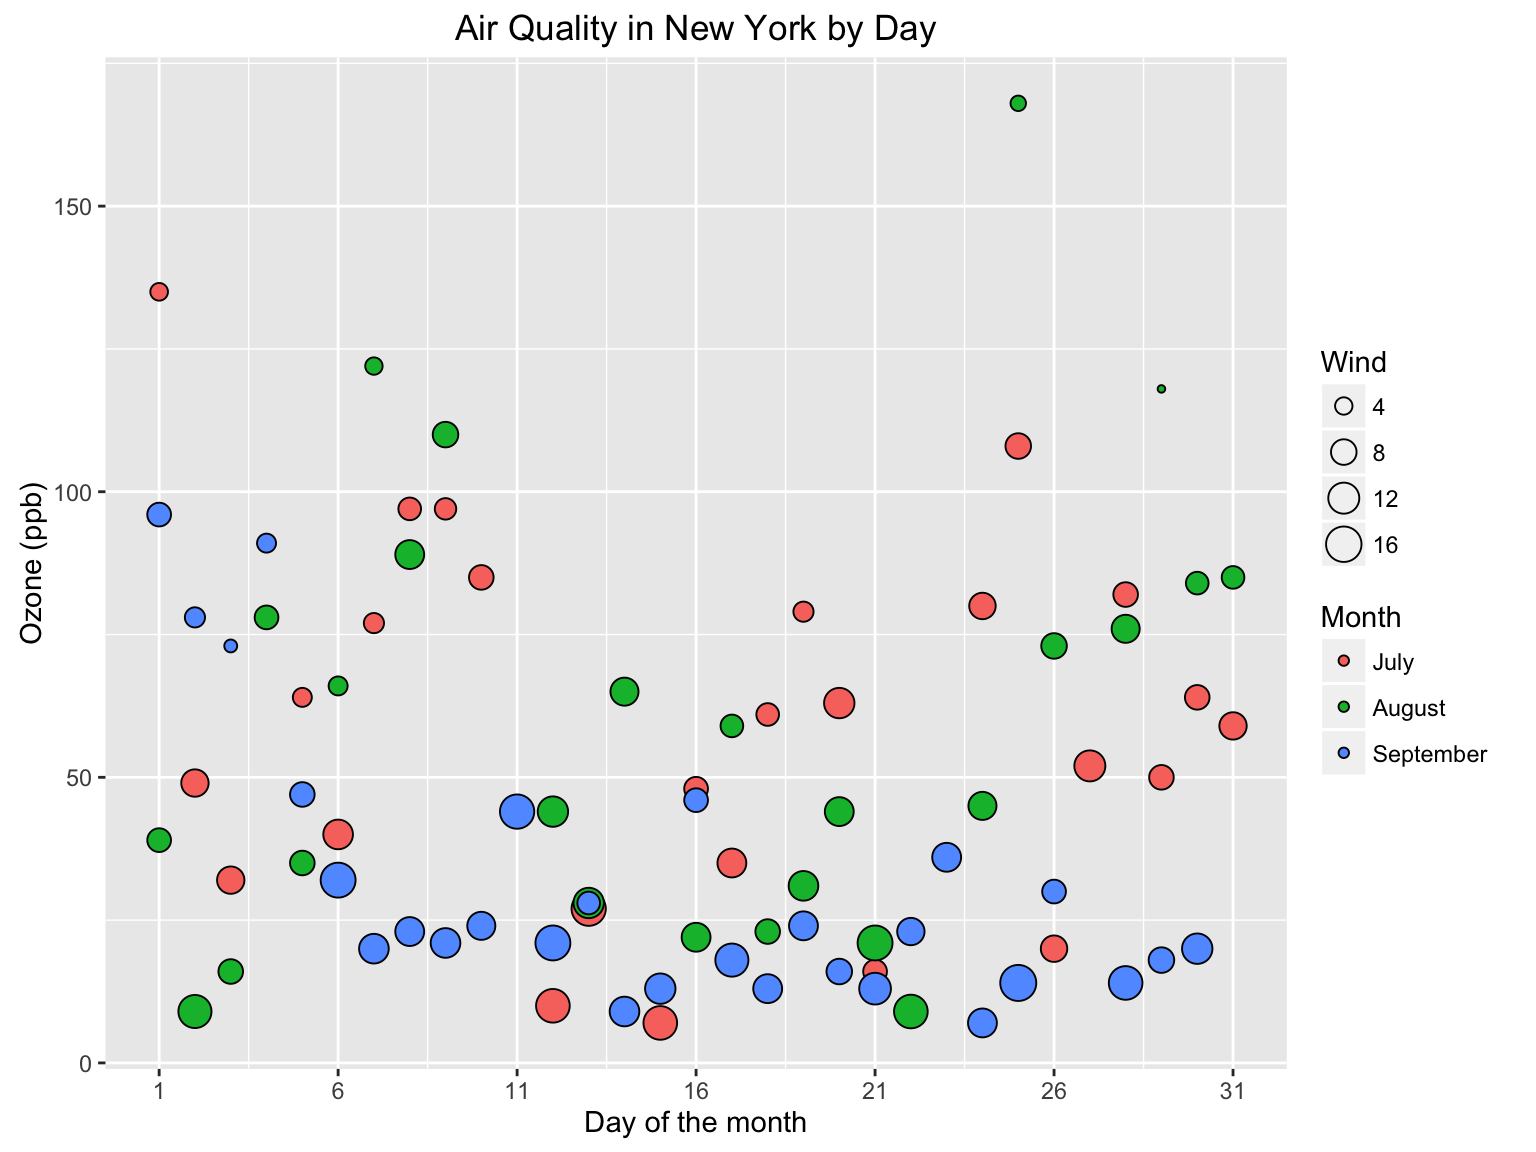 Air Quality in New York by Day
Ozone (ppb)
150
100
50
0
1 6 11 16 21 26 31
Day of the month
Wind
4
8
12
16
Month
July
August
September